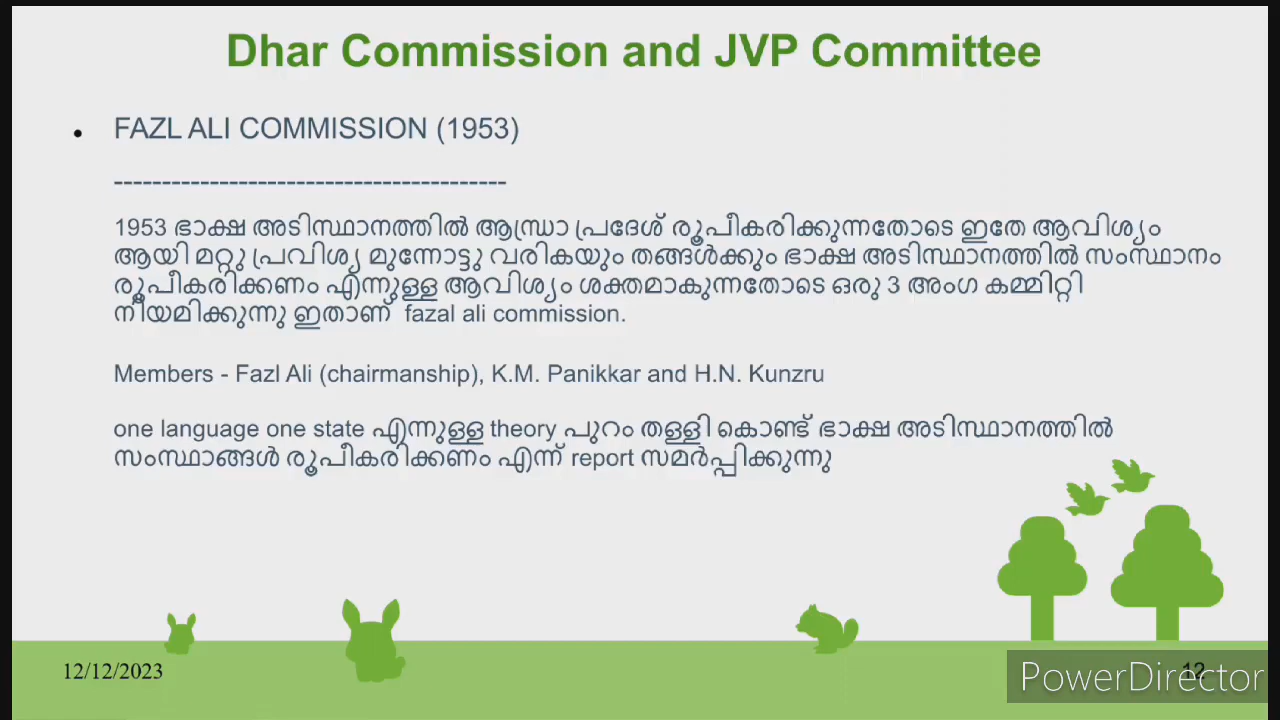 Dhar Commission and JVP Committee
• FAZL ALI COMMISSION (1953)
-----------------------------------------
1953 ഭാക്ഷ അടിസ്ഥാനത്തിൽ ആന്ധ്രാ പ്രദേശ് രൂപീകരിക്കുന്നതോടെ ഇതേ ആവിശ്യം
ആയി മറ്റു പ്രവിശ്യ മുന്നോട്ടു വരികയും തങ്ങൾക്കും ഭാക്ഷ അടിസ്ഥാനത്തിൽ സംസ്ഥാനം
രൂപീകരിക്കണം എന്നുള്ള ആവിശ്യം ശക്തമാകുന്നതോടെ ഒരു 3 അംഗ കമ്മിറ്റി
നിയമിക്കുന്നു ഇതാണ് fazal ali commission.
Members - Fazl Ali (chairmanship), K.M. Panikkar and H.N. Kunzru
one language one state എന്നുള്ള theory പുറം തള്ളി കൊണ്ട് ഭാക്ഷ അടിസ്ഥാനത്തിൽ
സംസ്ഥാങ്ങൾ രൂപീകരിക്കണം എന്ന് report സമർപ്പിക്കുന്നു
12/12/2023
12
PowerDirector